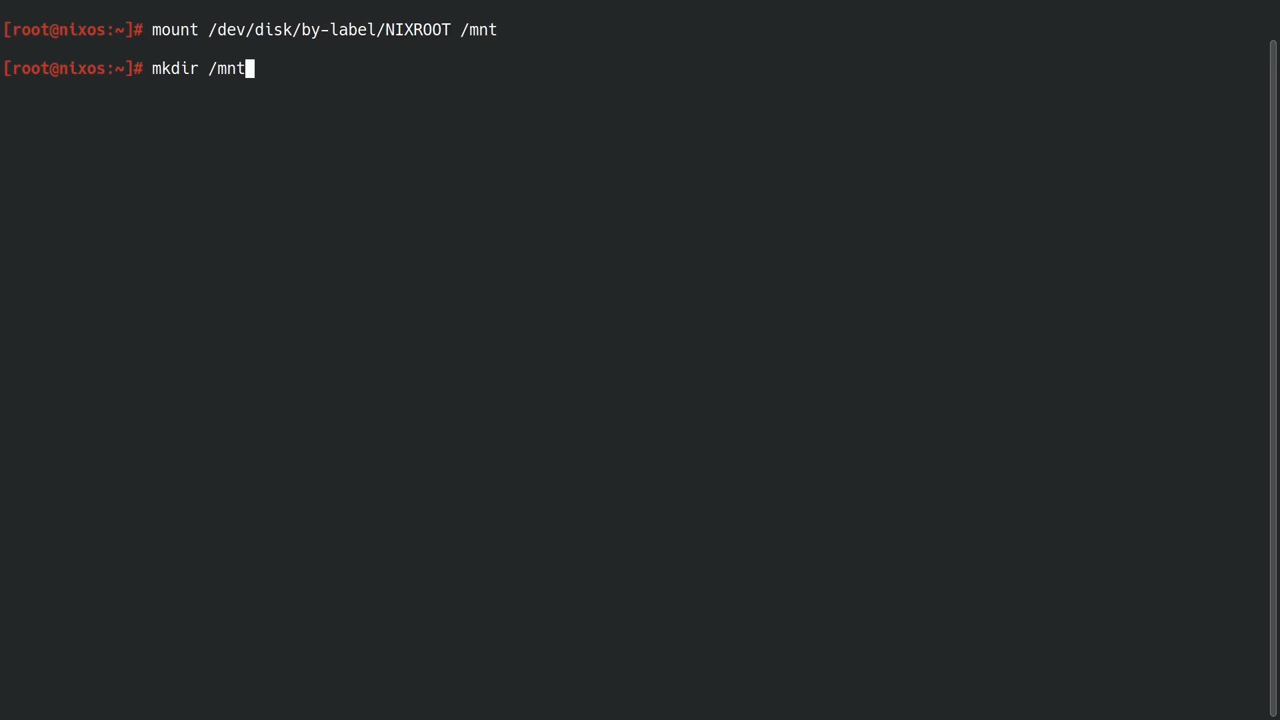 [root@nixos:~]# mount /dev/disk/by-label/NIXROOT /mnt
[root@nixos:~]# mkdir /mnt